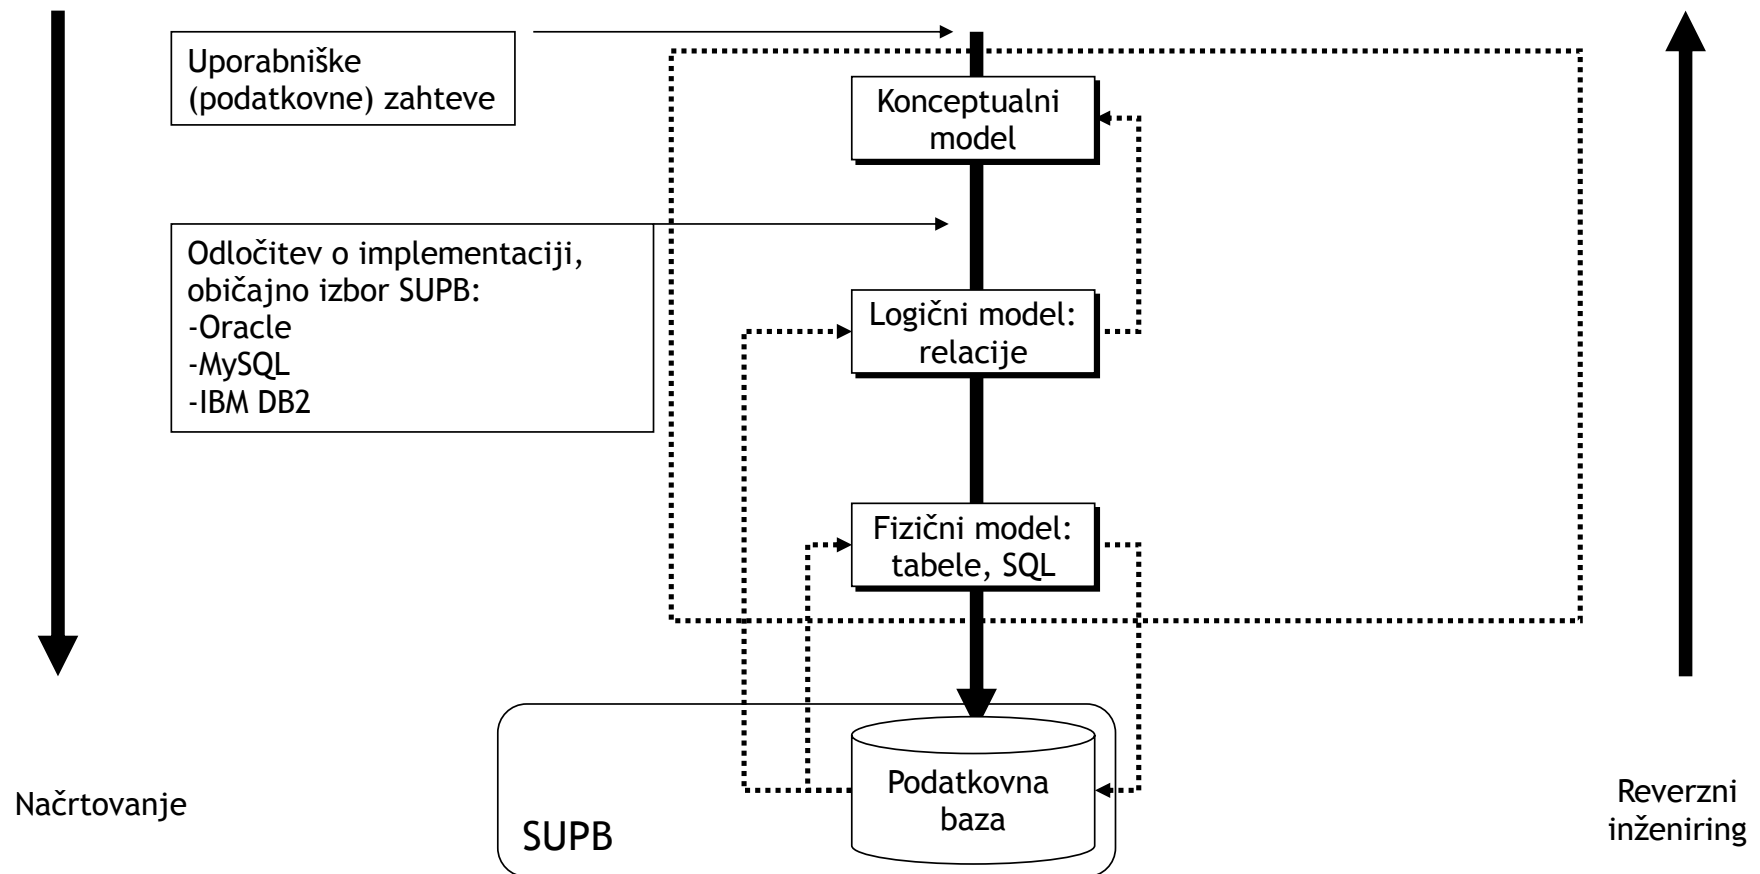 Uporabniške
(podatkovne) zahteve
Konceptualni
model
Odločitev o implementaciji,
običajno izbor SUPB:
-Oracle
-MySQL
-IBM DB2
Logični model:
relacije
Fizični model:
tabele, SQL
Podatkovna
baza
SUPB
Načrtovanje
Reverzni
inženiring